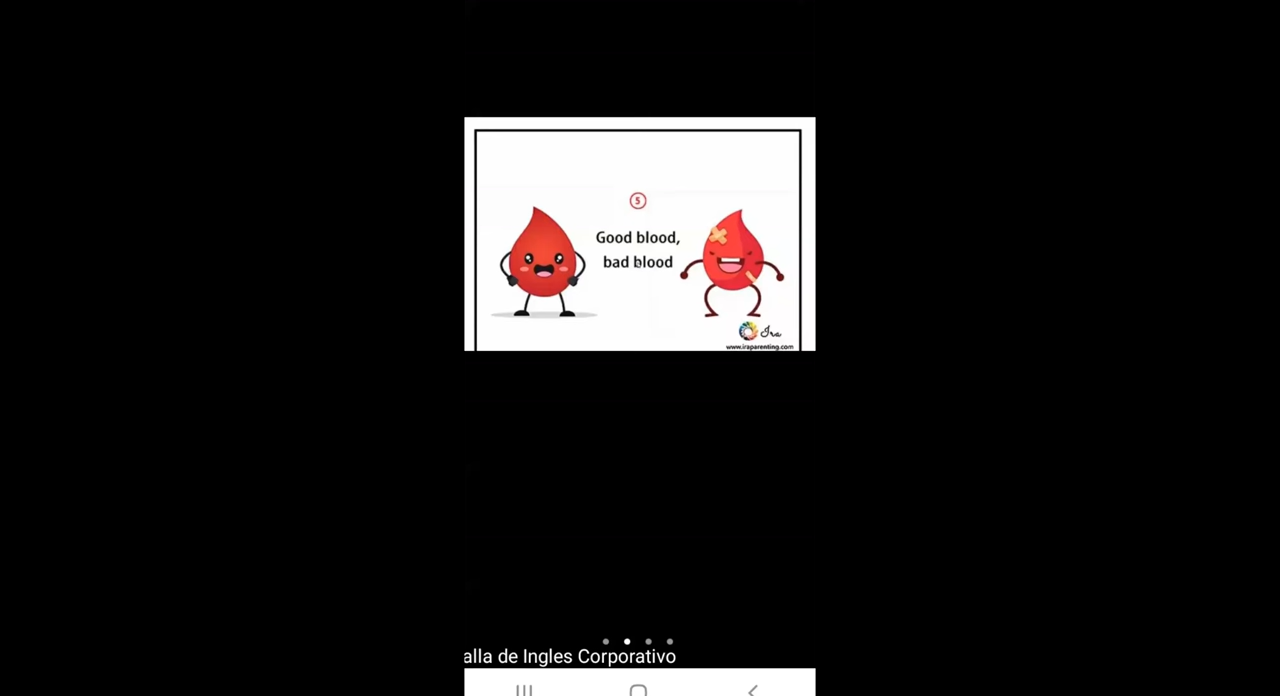 5
Good blood,
bad blood
Ira
www.iraparenting.com
alla de Ingles Corporativo